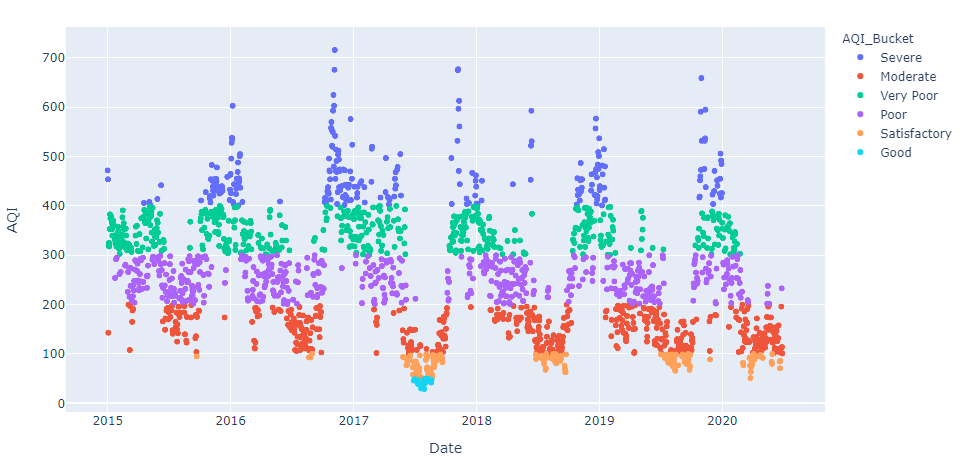 AQI_Bucket
Severe
Moderate
Very Poor
Poor
Satisfactory
Good
AQI
700
600
500
400
300
200
100
0
2015 2016 2017 2018 2019 2020
Date